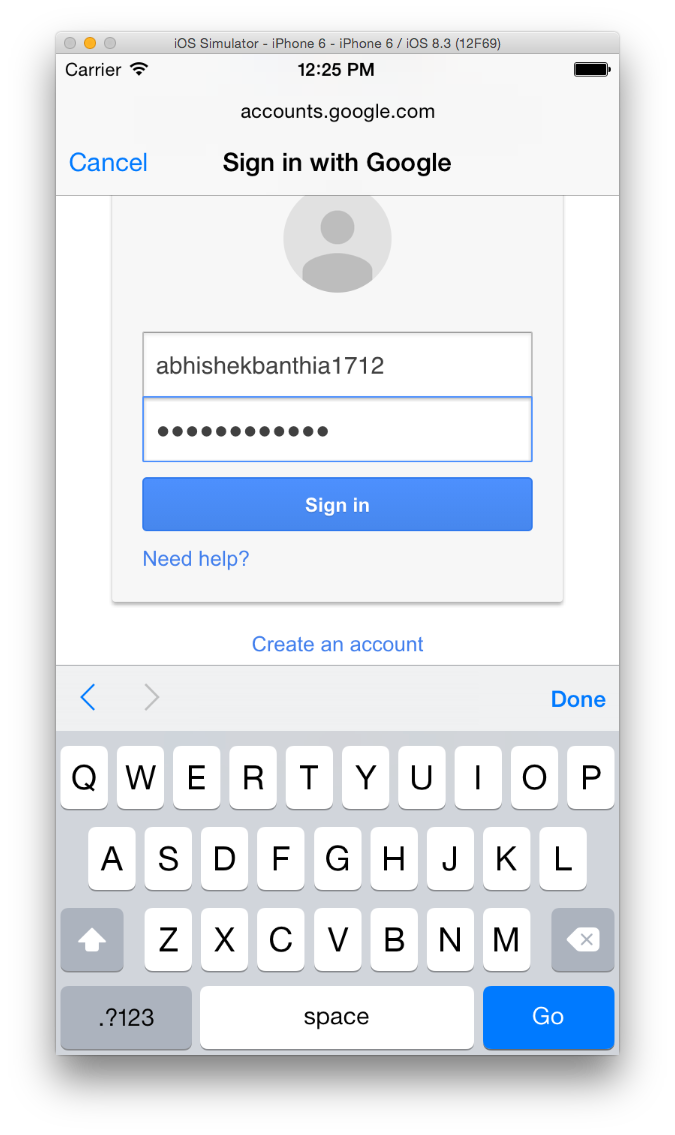 iOS Simulator - iPhone 6 - iPhone 6 / iOS 8.3 (12F69)
Carrier 12:25 PM
accounts.google.com
Cancel Sign in with Google
abhishekbanthia1712
●●●●●●●●●●●●
Sign in
Need help?
Create an account
Done
Q W E R T Y U I O P
A S D F G H J K L
Z X C V B N M
.?123 space Go